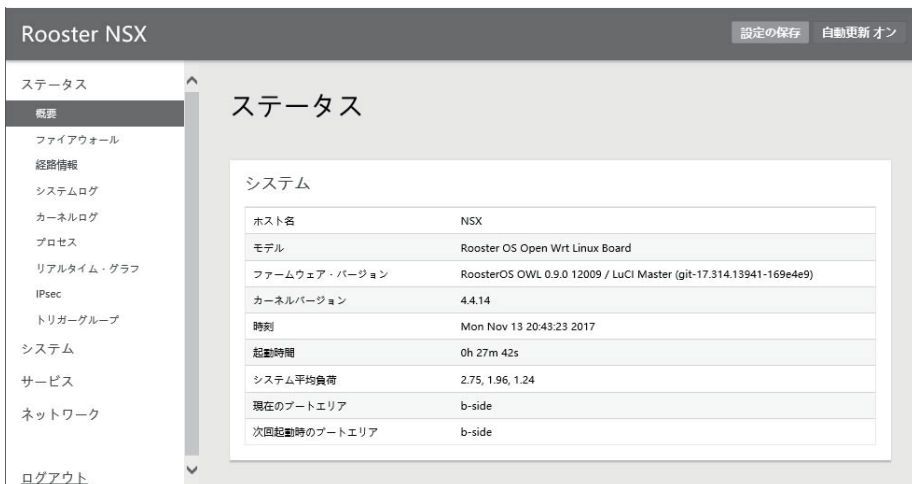 Rooster NSX
設定の保存 自動更新 オン
ステータス
概要
ファイアウォール
経路情報
システムログ
カーネルログ
プロセス
リアルタイム・グラフ
IPsec
トリガーグループ
システム
サービス
ネットワーク
ログアウト
ステータス
システム
ホスト名 NSX
モデル Rooster OS Open Wrt Linux Board
ファームウェア・バージョン RoosterOS OWL 0.9.0 12009 / LuCI Master (git-17.314.13941-169e4e9)
カーネルバージョン 4.4.14
時刻 Mon Nov 13 20:43:23 2017
起動時間 0h 27m 42s
システム平均負荷 2.75, 1.96, 1.24
現在のブートエリア b-side
次回起動時のブートエリア b-side